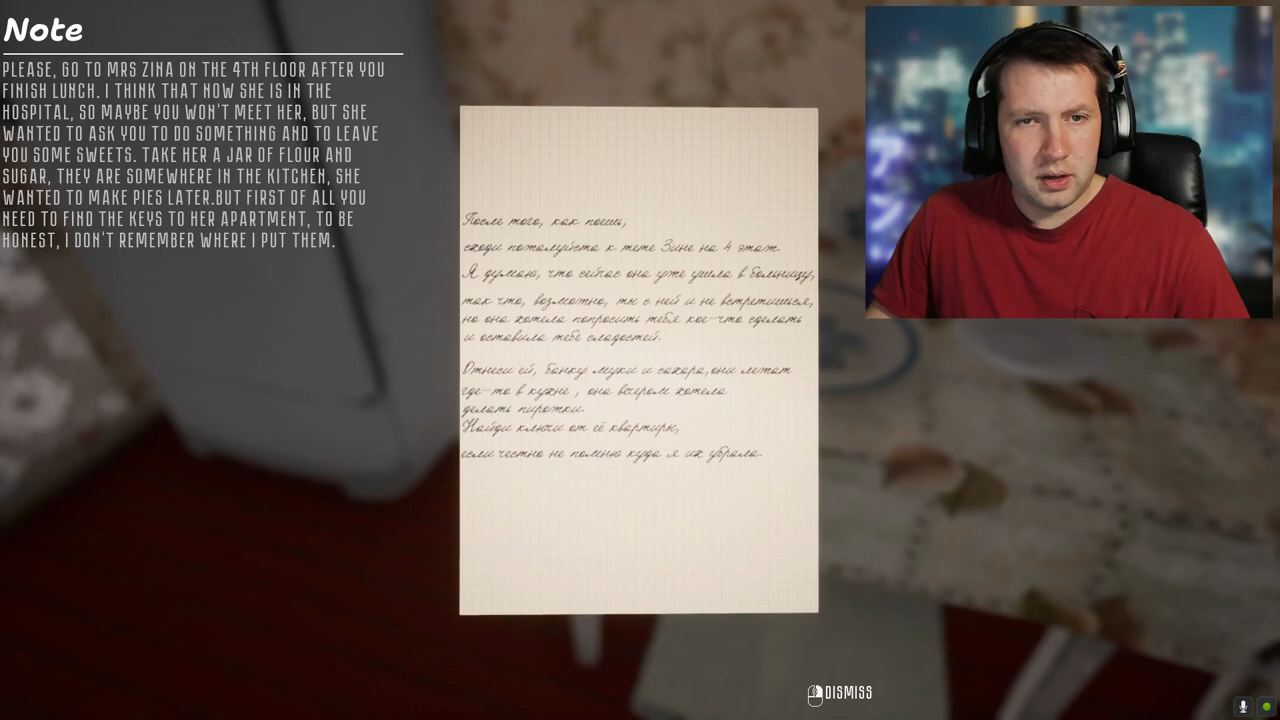 Note
PLEASE, GO TO MRS ZINA ON THE 4TH FLOOR AFTER YOU
FINISH LUNCH. I THINK THAT NOW SHE IS IN THE
HOSPITAL, SO MAYBE YOU WON'T MEET HER, BUT SHE
WANTED TO ASK YOU TO DO SOMETHING AND TO LEAVE
YOU SOME SWEETS. TAKE HER A JAR OF FLOUR AND
SUGAR, THEY ARE SOMEWHERE IN THE KITCHEN, SHE
WANTED TO MAKE PIES LATER.BUT FIRST OF ALL YOU
NEED TO FIND THE KEYS TO HER APARTMENT, TO BE
HONEST, I DON'T REMEMBER WHERE I PUT THEM.
После того, как поешь,
сходи пожалуйста к тете Зине на 4 этаж.
Я думаю, что сейчас она уже ушла в больницу,
так что, возможно, ты с ней и не встретишься,
но она хотела попросить тебя кое-что сделать
и оставила тебе сладостей.
Отнеси ей, банку муки и сахара, они лежат
где-то в кухне , она вечером хотела
делать пирожки.
Найди ключи от её квартиры,
если честно не помню куда я их убрала.
DISMISS